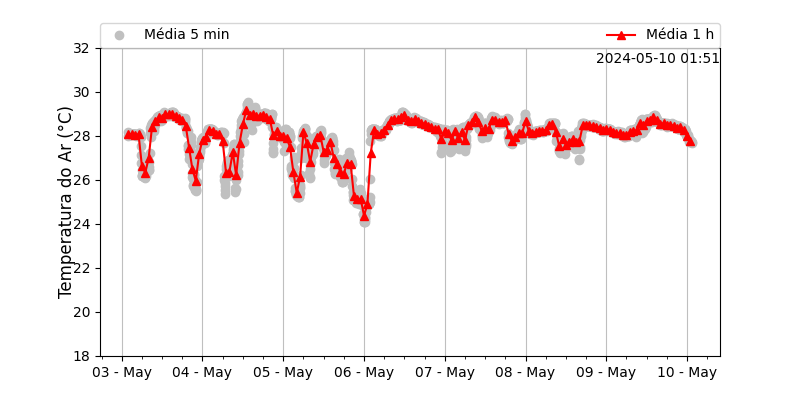 Média 5 min
Média 1 h
2024-05-10 01:51
Temperatura do Ar (°C)
32
30
28
26
24
22
20
18
03 - May
04 - May
05 - May
06 - May
07 - May
08 - May
09 - May
10 - May